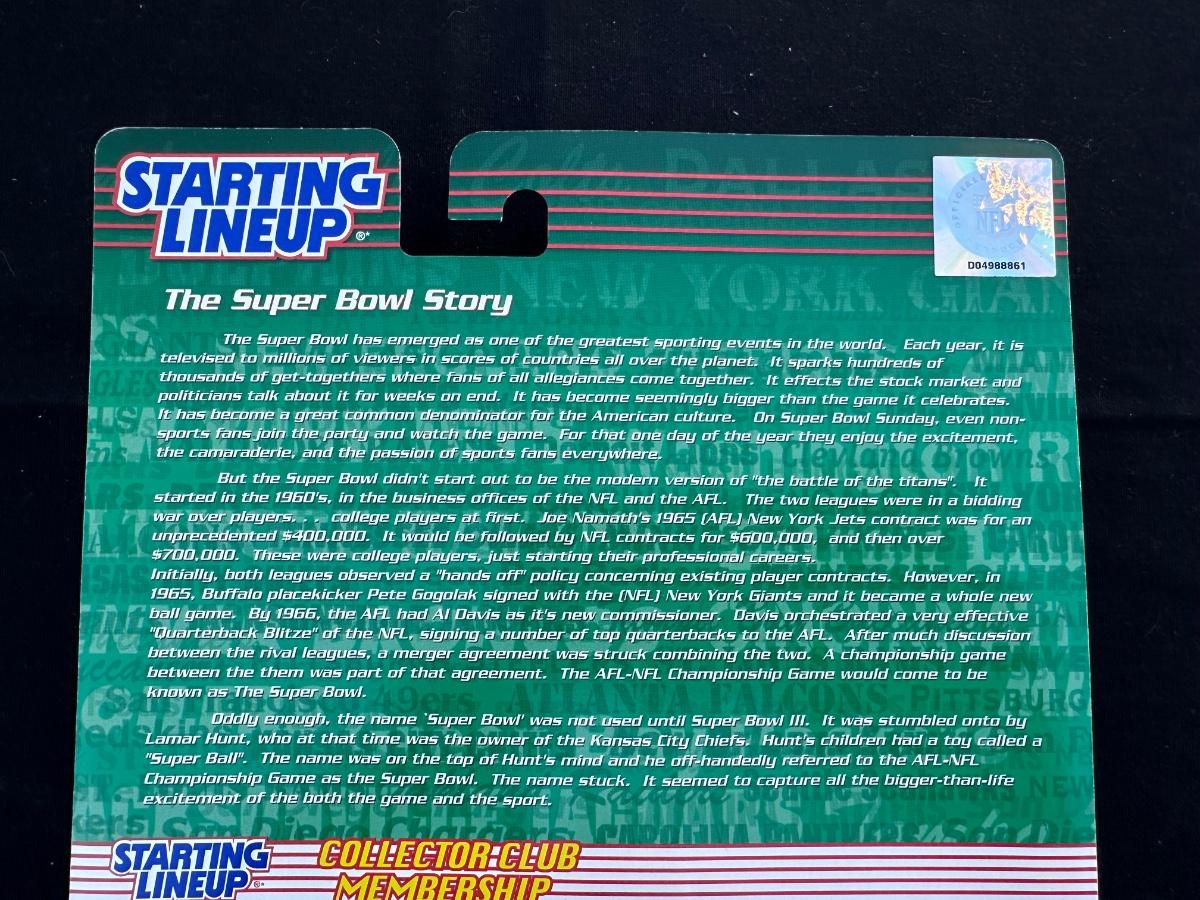 STARTING
LINEUP®*
OFFICIAL
NFL
D04988861
The Super Bowl Story
The Super Bowl has emerged as one of the greatest sporting events in the world. Each year, it is
televised to millions of viewers in scores of countries all over the planet. It sparks hundreds of
thousands of get-togethers where fans of all allegiances come together. It effects the stock market and
politicians talk about it for weeks on end. It has become seemingly bigger than the game it celebrates.
It has become a great common denominator for the American culture. On Super Bowl Sunday, even non-
sports fans join the party and watch the game. For that one day of the year they enjoy the excitement,
the camaraderie, and the passion of sports fans everywhere.
But the Super Bowl didn't start out to be the modern version of "the battle of the titans". It
started in the 1960's, in the business offices of the NFL and the AFL. The two leagues were in a bidding
war over players. . . college players at first. Joe Namath's 1965 (AFL) New York Jets contract was for an
unprecedented $400,000. It would be followed by NFL contracts for $600,000, and then over
$700,000. These were college players, just starting their professional careers.
Initially, both leagues observed a "hands off" policy concerning existing player contracts. However, in
1965, Buffalo placekicker Pete Gogolak signed with the (NFL) New York Giants and it became a whole new
ball game. By 1966, the AFL had Al Davis as it's new commissioner. Davis orchestrated a very effective
"Quarterback Blitze" of the NFL, signing a number of top quarterbacks to the AFL. After much discussion
between the rival leagues, a merger agreement was struck combining the two. A championship game
between the them was part of that agreement. The AFL-NFL Championship Game would come to be
known as The Super Bowl.
Oddly enough, the name `Super Bowl' was not used until Super Bowl III. It was stumbled onto by
Lamar Hunt, who at that time was the owner of the Kansas City Chiefs. Hunt's children had a toy called a
"Super Ball". The name was on the top of Hunt's mind and he off-handedly referred to the AFL-NFL
Championship Game as the Super Bowl. The name stuck. It seemed to capture all the bigger-than-life
excitement of the both the game and the sport.
STARTING
LINEUP®*
COLLECTOR CLUB
MEMBERSHIP